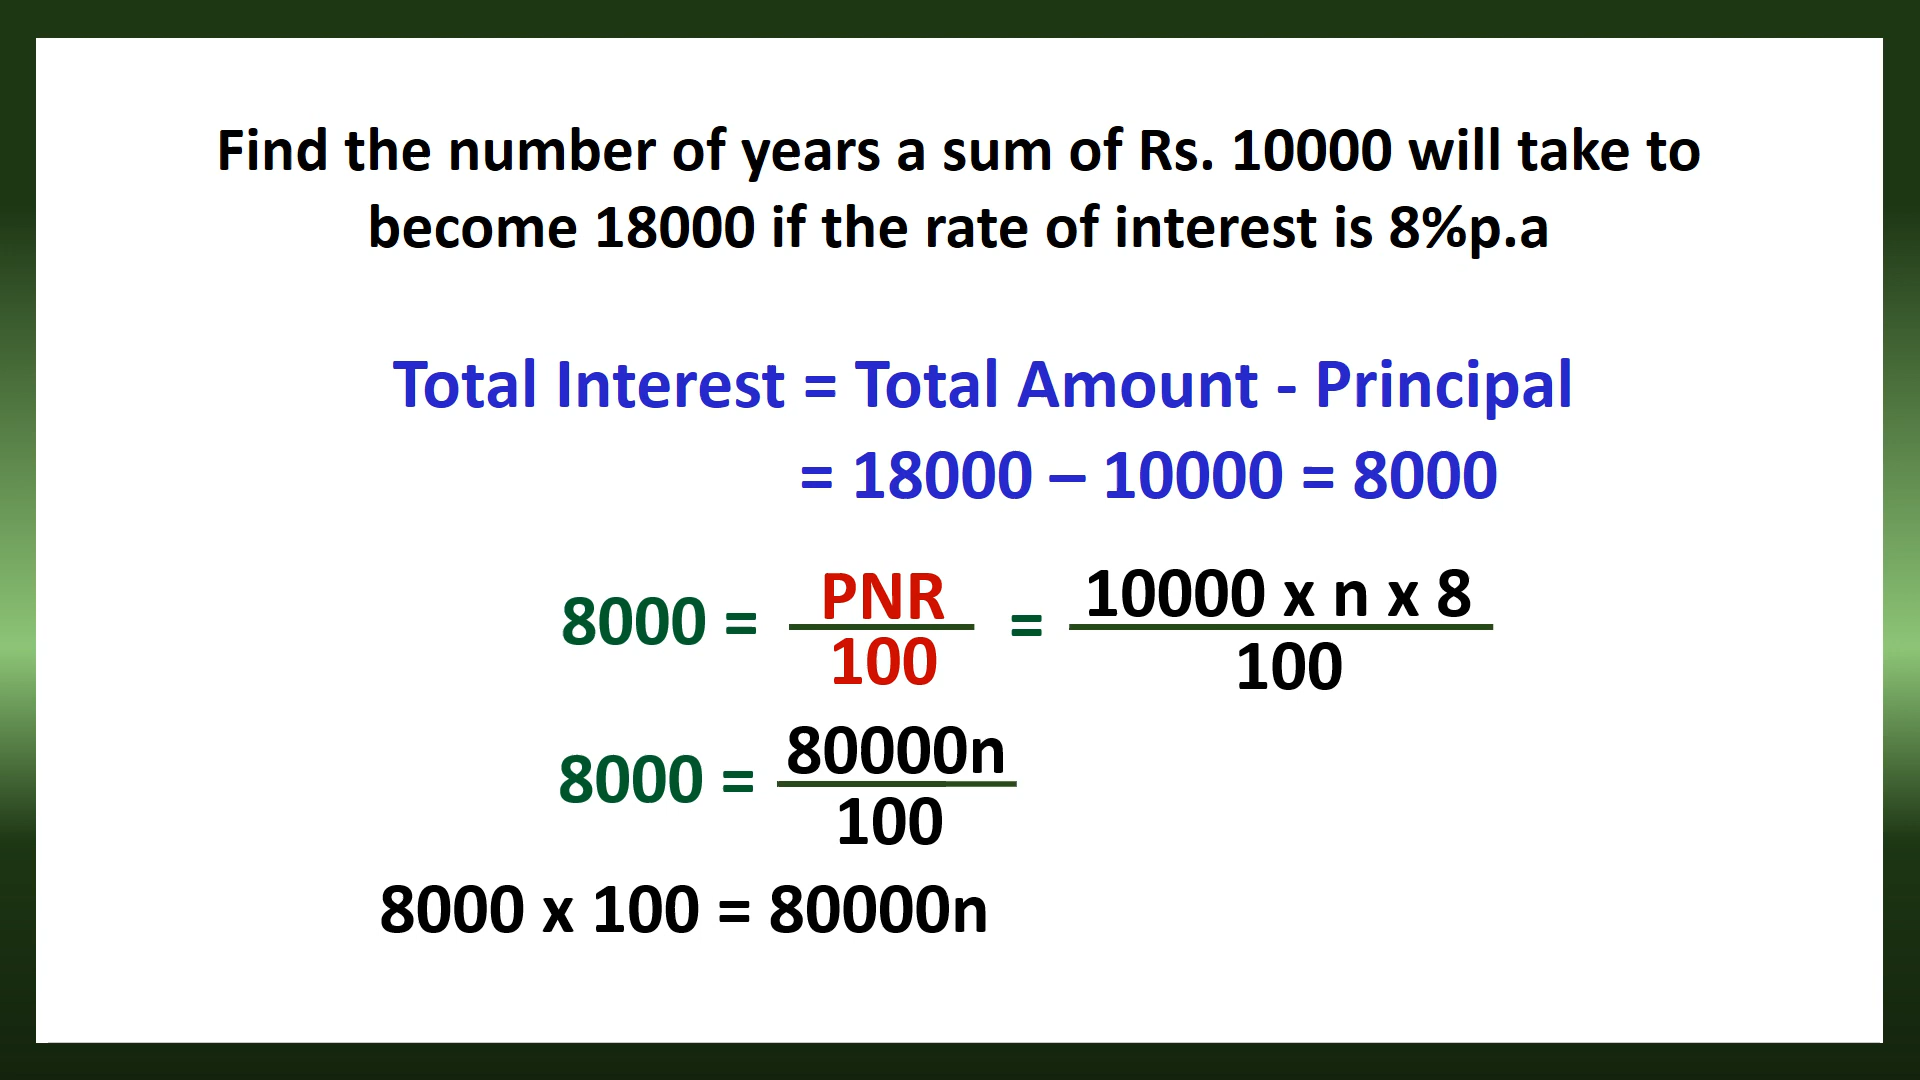 Find the number of years a sum of Rs. 10000 will take to
become 18000 if the rate of interest is 8%p.a
Total Interest = Total Amount - Principal
= 18000 – 10000 = 8000
8000 = PNR/100 = 10000 x n x 8/100
8000 = 80000n/100
8000 x 100 = 80000n